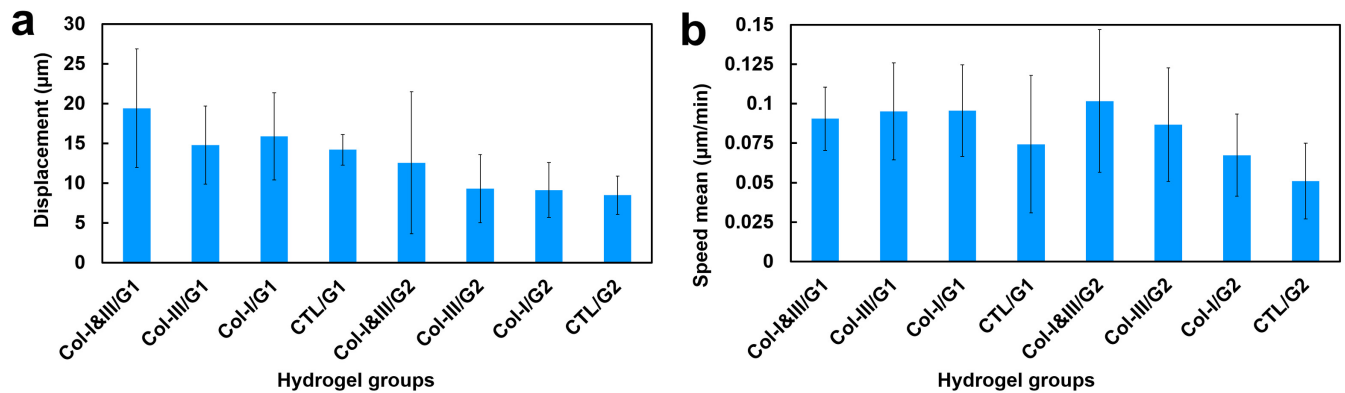 a
30
25
20
15
10
5
0
Displacement (µm)
Col-I&III/G1
Col-III/G1
Col-I/G1
CTL/G1
Col-I&III/G2
Col-III/G2
Col-I/G2
CTL/G2
Hydrogel groups
b
0.15
0.125
0.1
0.075
0.05
0.025
0
Speed mean (µm/min)
Col-I&III/G1
Col-III/G1
Col-I/G1
CTL/G1
Col-I&III/G2
Col-III/G2
Col-I/G2
CTL/G2
Hydrogel groups